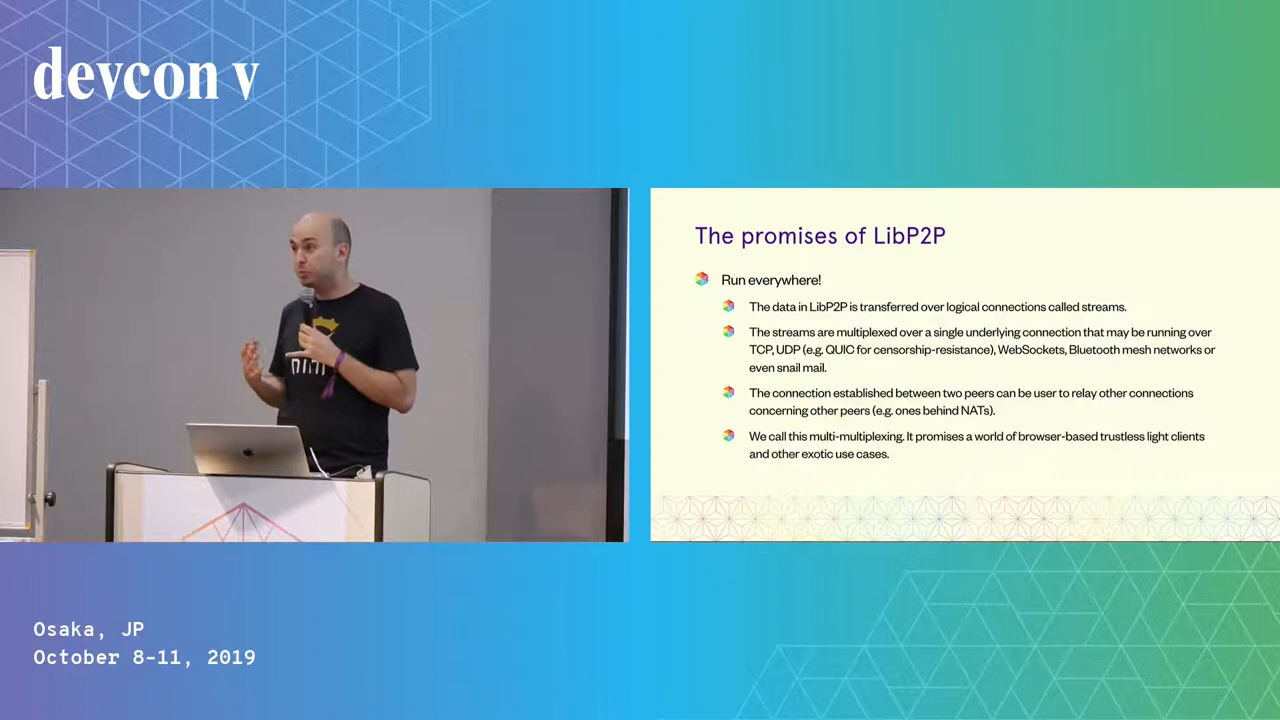 devcon v
The promises of LibP2P
Run everywhere!
The data in LibP2P is transferred over logical connections called streams.
The streams are multiplexed over a single underlying connection that may be running over
TCP, UDP (e.g. QUIC for censorship-resistance), WebSockets, Bluetooth mesh networks or
even snail mail.
The connection established between two peers can be user to relay other connections
concerning other peers (e.g. ones behind NATs).
We call this multi-multiplexing. It promises a world of browser-based trustless light clients
and other exotic use cases.
Osaka, JP
October 8-11, 2019